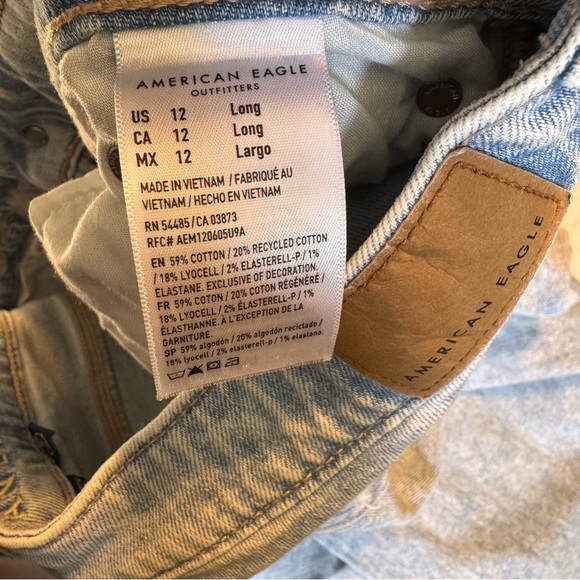 AMERICAN EAGLE
OUTFITTERS
US 12 Long
CA 12 Long
MX 12 Largo
MADE IN VIETNAM / FABRIQUÉ AU
VIETNAM / HECHO EN VIETNAM
RN 54485/CA 03873
RFC# AEM120605U9A
EN 59% COTTON / 20% RECYCLED COTTON
/ 18% LYOCELL / 2% ELASTERELL-P / 1%
ELASTANE. EXCLUSIVE OF DECORATION.
FR 59% COTON / 20% COTON RÉGÉNÉRÉ /
18% LYOCELL / 2% ÉLASTERELL-P / 1%
ÉLASTHANNE. À L'EXCEPTION DE LA
GARNITURE.
SP 59% algodón / 20% algodón reciclado /
18% lyocell / 2% elasterell-p / 1% elastano.
AMERICAN EAGLE
AMERICAN